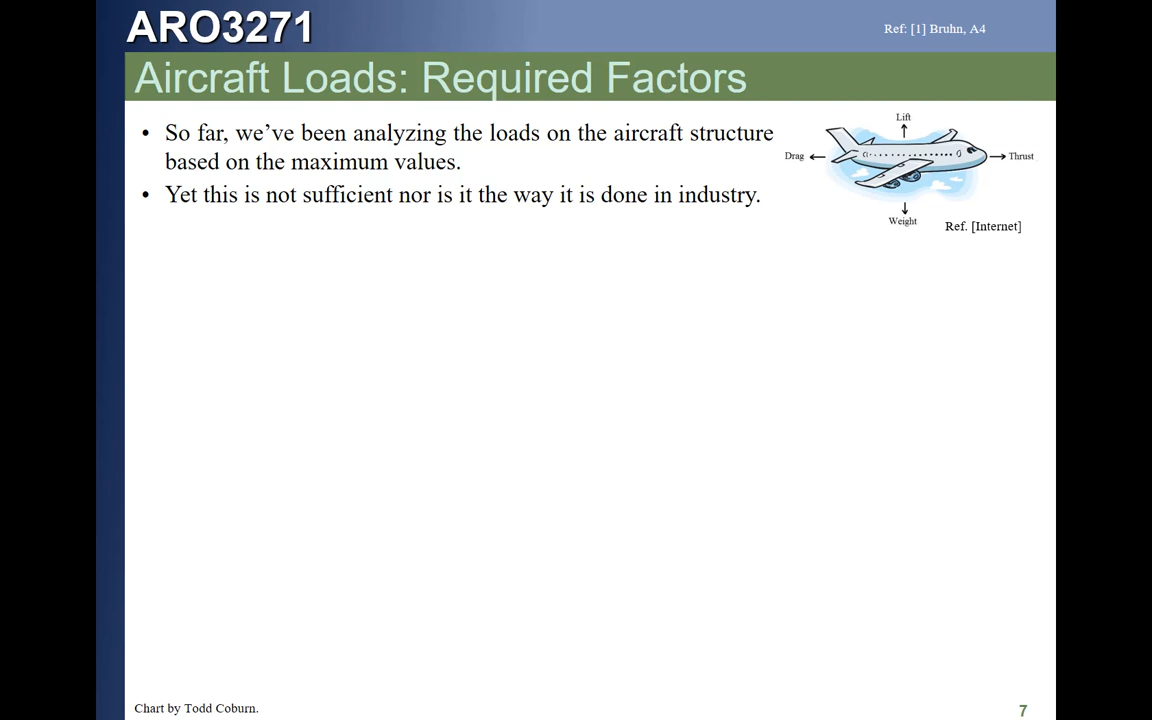 ARO3271
Ref: [1] Bruhn, A4
Aircraft Loads: Required Factors
• So far, we’ve been analyzing the loads on the aircraft structure
based on the maximum values.
• Yet this is not sufficient nor is it the way it is done in industry.
Lift
Drag
Thrust
Weight
Ref. [Internet]
Chart by Todd Coburn.
7